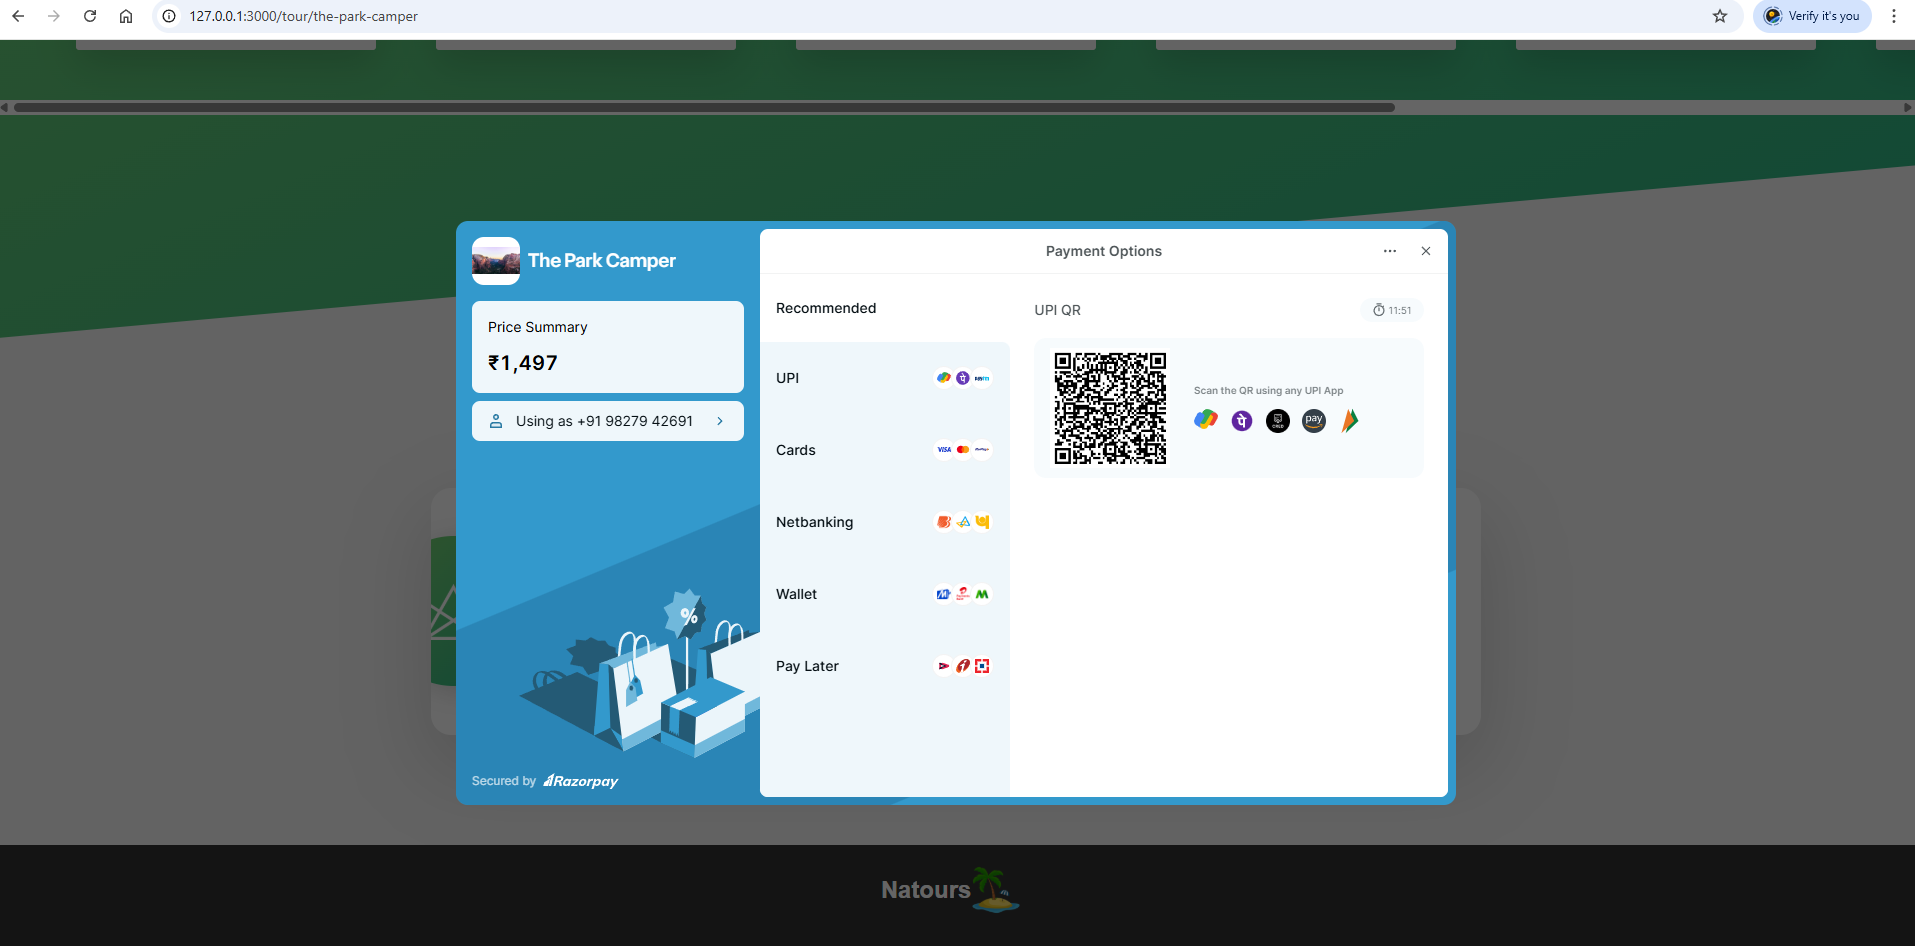 127.0.0.1:3000/tour/the-park-camper
Verify it's you
The Park Camper
Price Summary
₹1,497
Using as +91 98279 42691
Secured by Razorpay
Payment Options
Recommended
UPI
Cards
VISA
Netbanking
Wallet
Pay Later
UPI QR
11:51
Scan the QR using any UPI App
पे
CRED
pay
%
Natours